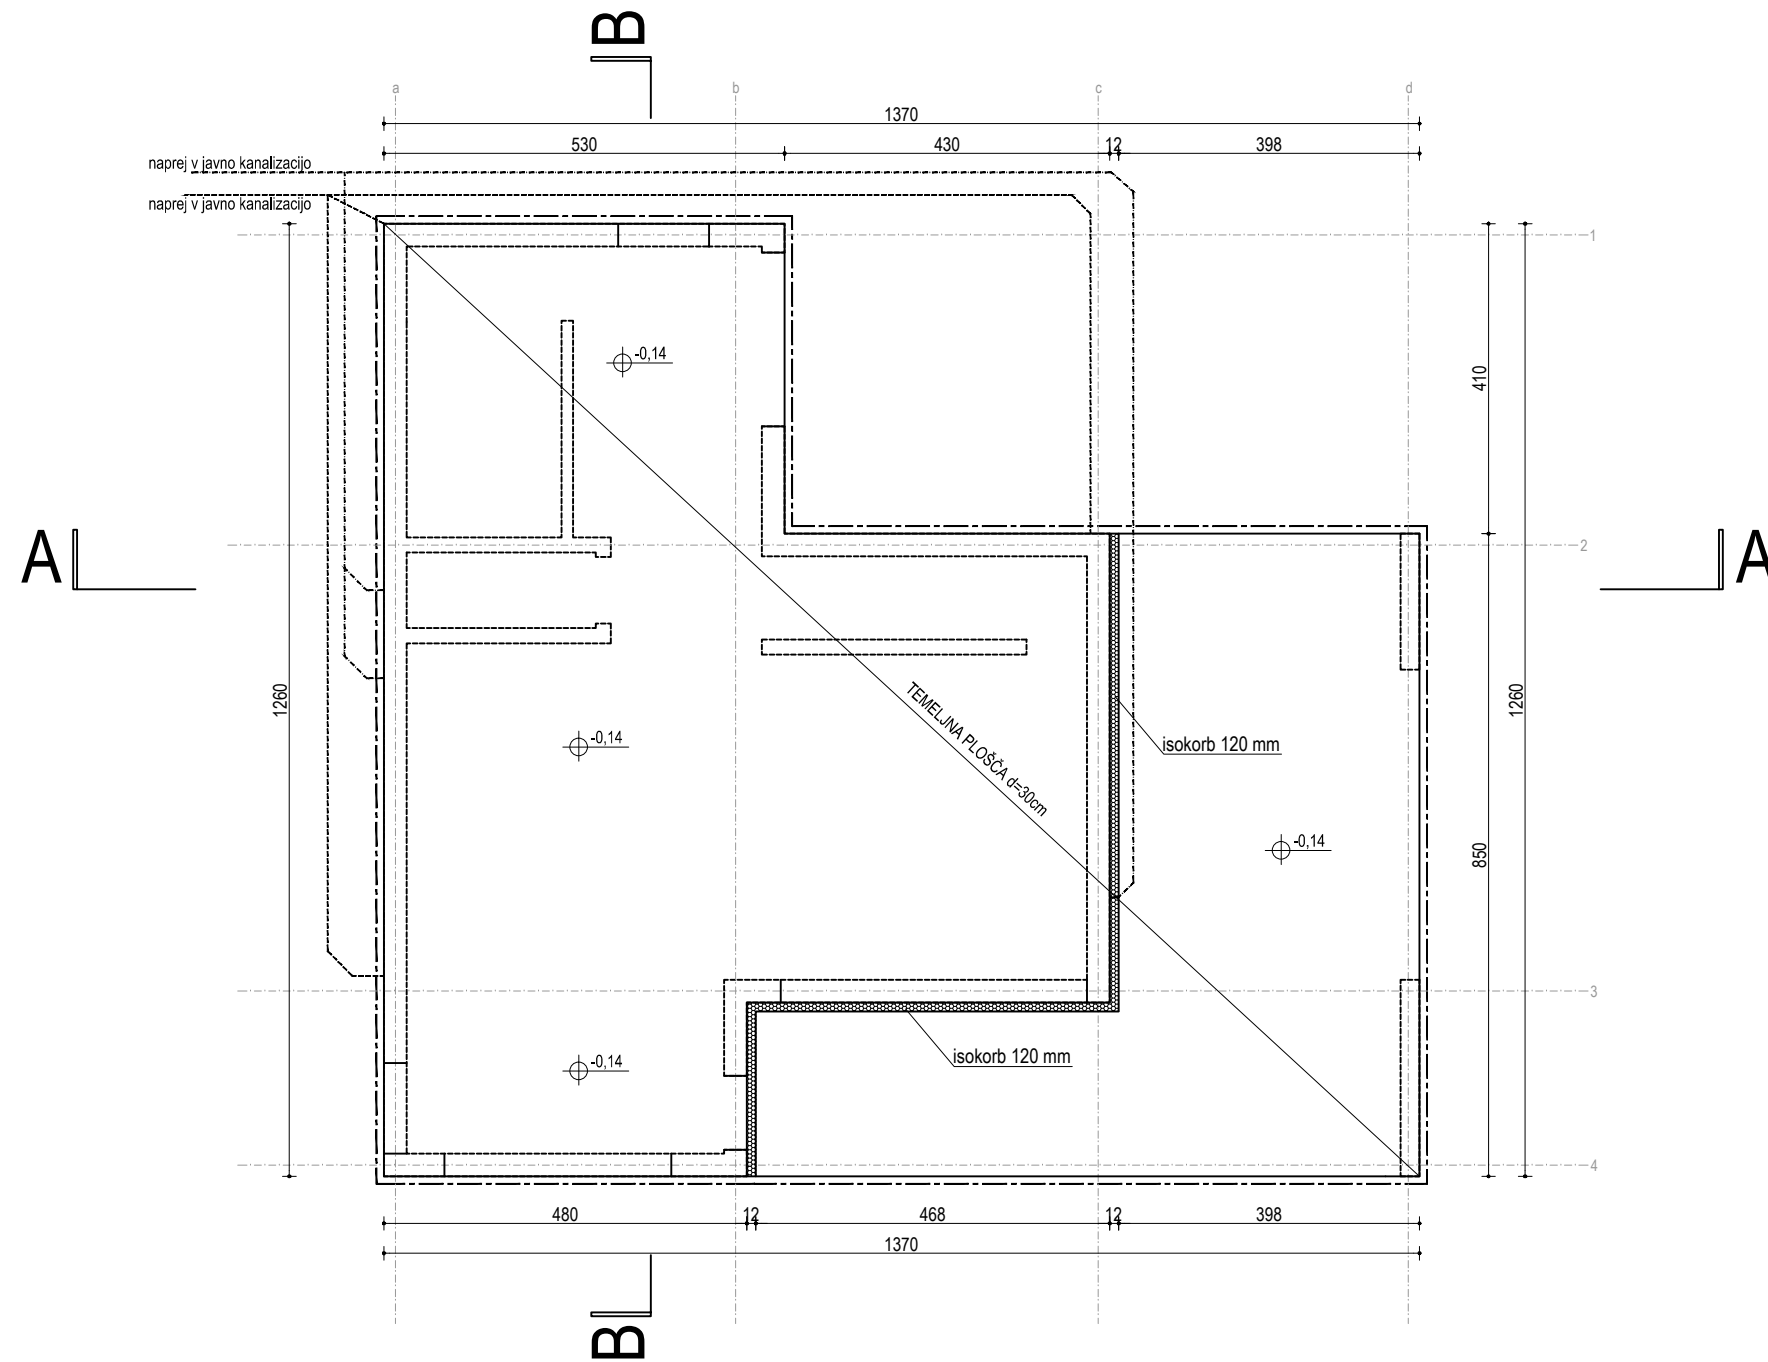 B
a
b
c
d
1370
530
430
12
398
naprej v javno kanalizacijo
naprej v javno kanalizacijo
1
-0,14
410
A
A
2
1260
1260
TEMELJNA PLOŠČA d=30cm
-0,14
isokorb 120 mm
850
-0,14
3
isokorb 120 mm
-0,14
4
480
12
468
12
398
1370
B